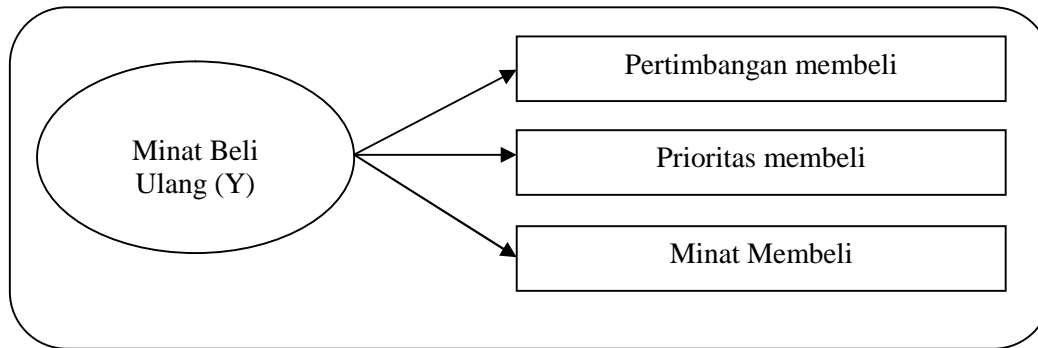 Minat Beli
Ulang (Y)
Pertimbangan membeli
Prioritas membeli
Minat Membeli